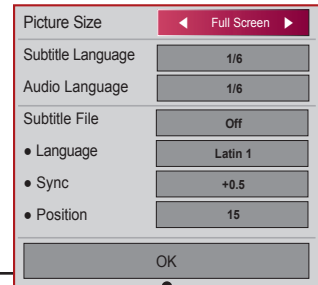 Picture Size ◀ Full Screen ▶
Subtitle Language 1/6
Audio Language 1/6
Subtitle File Off
● Language Latin 1
● Sync +0.5
● Position 15
OK